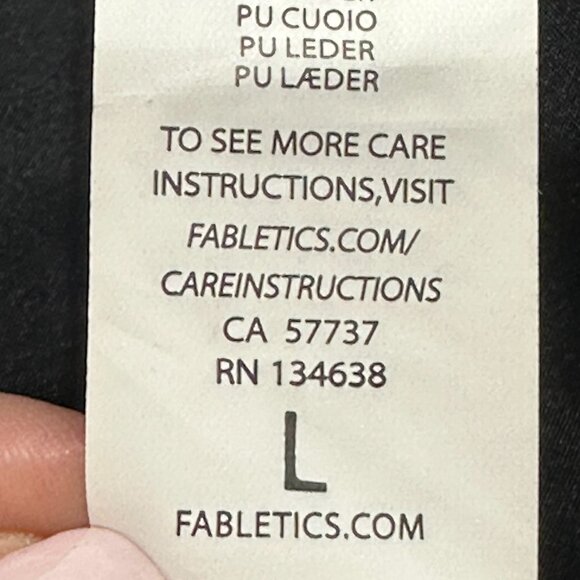 PU CUOIO
PU LEDER
PU LÆDER
TO SEE MORE CARE
INSTRUCTIONS,VISIT
FABLETICS.COM/
CAREINSTRUCTIONS
CA 57737
RN 134638
L
FABLETICS.COM